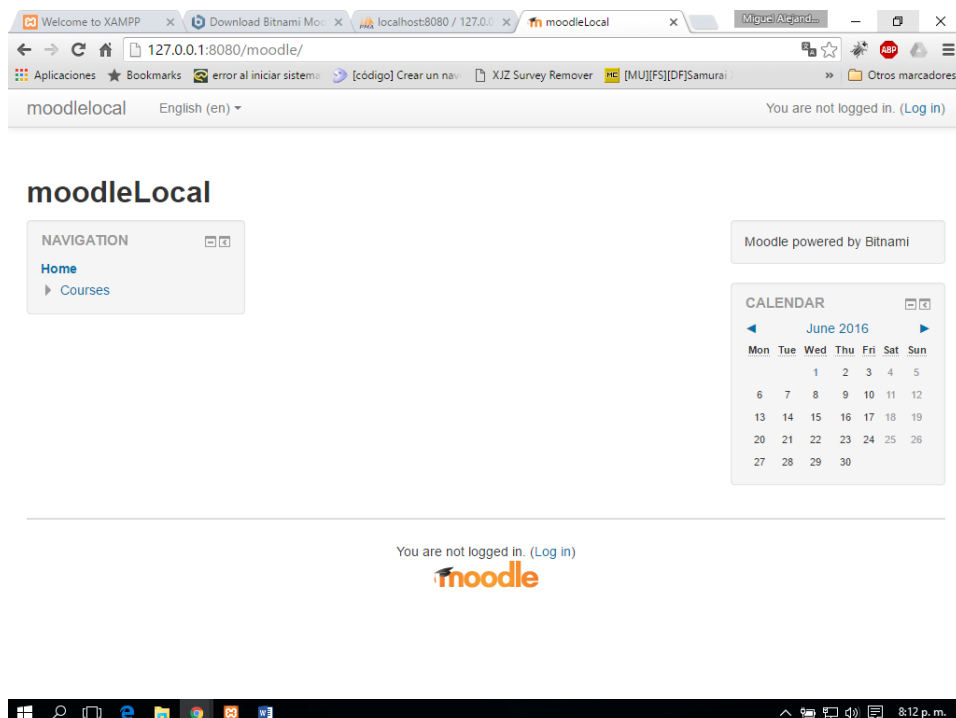 Welcome to XAMPP
Download Bitnami Moo
localhost:8080 / 127.0.0
moodleLocal
Miguel Alejand...
127.0.0.1:8080/moodle/
Aplicaciones
Bookmarks
error al iniciar sistema
[código] Crear un nav
XJZ Survey Remover
[MU][FS][DF]Samurai
»
Otros marcadores
moodlelocal
English (en)
You are not logged in. (Log in)
moodleLocal
NAVIGATION
Home
Courses
Moodle powered by Bitnami
CALENDAR
June 2016
Mon Tue Wed Thu Fri Sat Sun
1 2 3 4 5
6 7 8 9 10 11 12
13 14 15 16 17 18 19
20 21 22 23 24 25 26
27 28 29 30
You are not logged in. (Log in)
moodle
8:12 p. m.